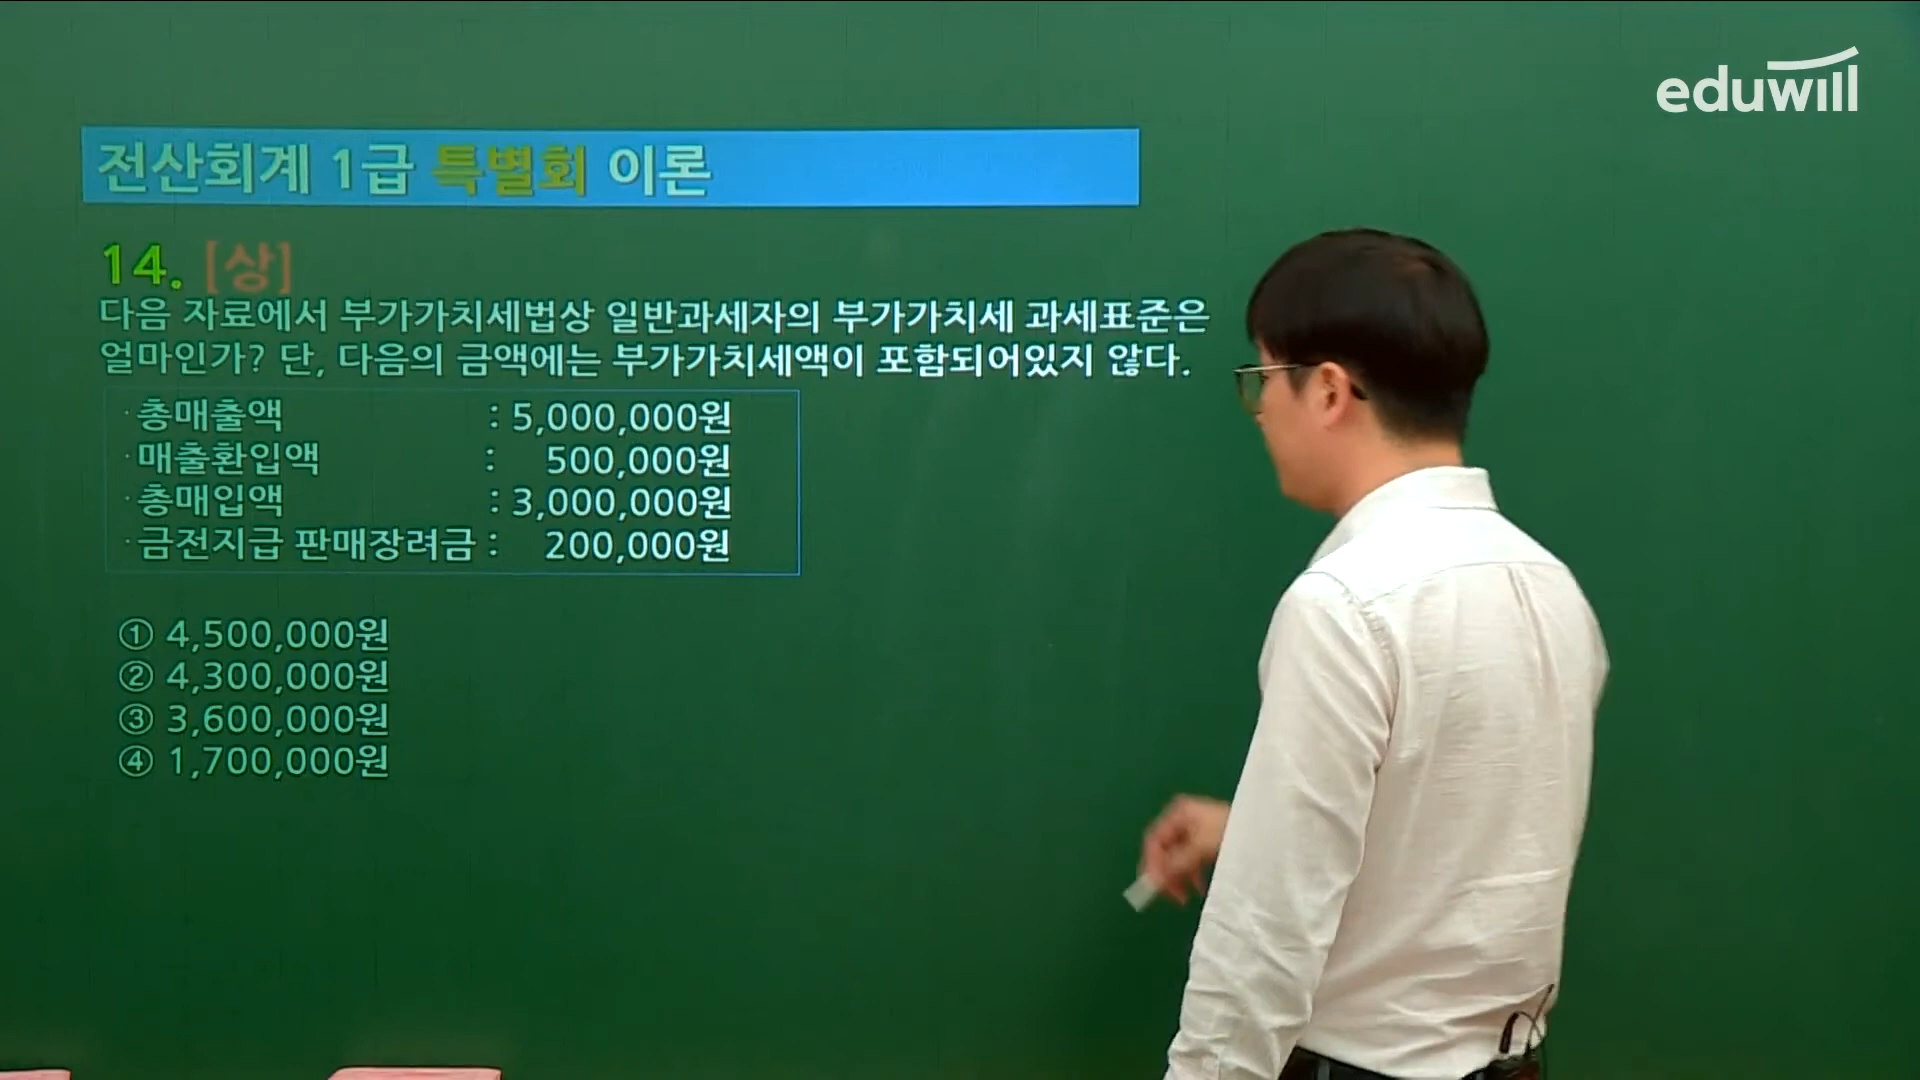 eduwill
전산회계 1급 특별회 이론
14. [상]
다음 자료에서 부가가치세법상 일반과세자의 부가가치세 과세표준은
얼마인가? 단, 다음의 금액에는 부가가치세액이 포함되어있지 않다.
· 총매출액 : 5,000,000원
· 매출환입액 : 500,000원
· 총매입액 : 3,000,000원
· 금전지급 판매장려금 : 200,000원
① 4,500,000원
② 4,300,000원
③ 3,600,000원
④ 1,700,000원